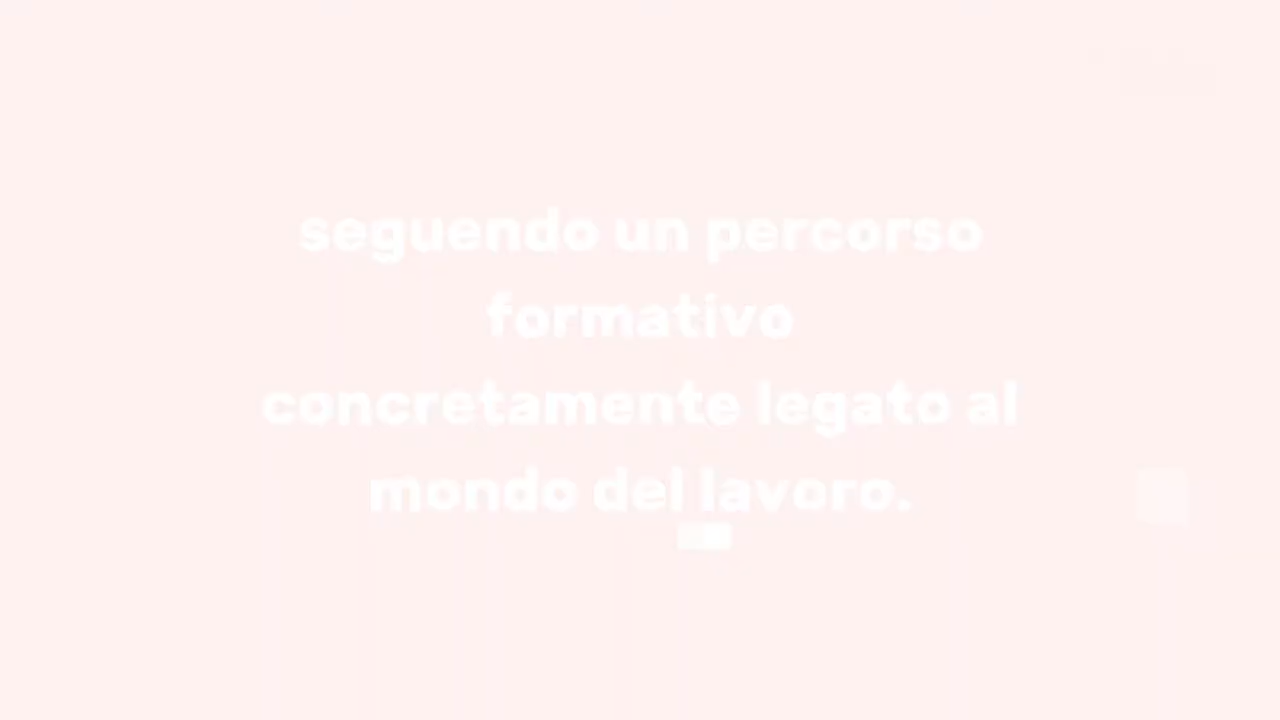 seguendo un percorso
formativo
concretamente legato al
mondo del lavoro.